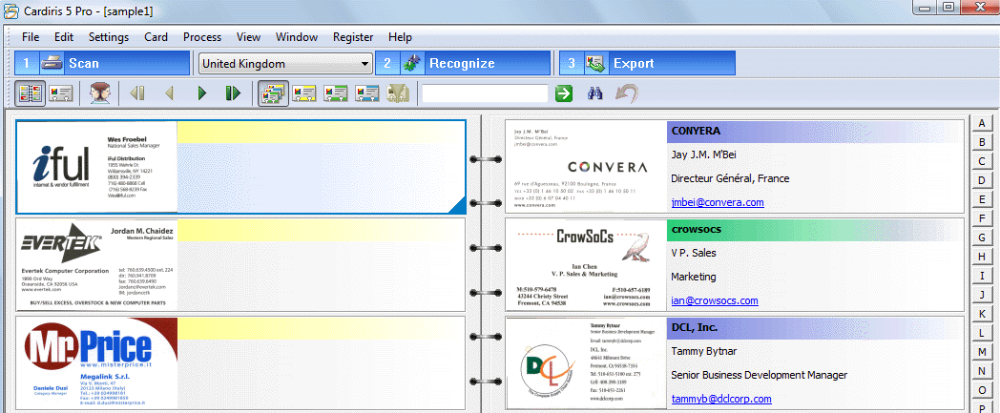 Cardiris 5 Pro - [sample1]
File Edit Settings Card Process View Window Register Help
1 Scan United Kingdom 2 Recognize 3 Export
iful
internet & vendor fulfillment
Wes Froebel
National Sales Manager
iFul Distribution
7955 Wehrle Dr.
Williamsville, NY 14221
(800) 394-2339
716)-480-8868 Cell
(716) 568-8239 Fax
Wes@iful.com
EVERTEK
Jordan M. Chaidez
Western Regional Sales
Evertek Computer Corporation
1890 Ord Way
Oceanside, CA 92056 USA
www.evertek.com
tel: 760.639.4500 ext. 224
dir: 760.941.8709
fax: 760.639.6490
Jordanc@evertek.com
IM: jordancetk
BUY/SELL EXCESS, OVERSTOCK & NEW COMPUTER PARTS
Mr.Price
www.misterprice.it
Megalink S.r.l.
Daniele Dusi
Category Manager
Via V. Monti, 47
20123 Milano (Italy)
Tel.: +39 0249981161
Fax: +39 0249981859
E-mail: d.dusi@misterprice.it
Jay J.M. M'Bei
Directeur Général, France
jmbei@convera.com
CONVERA
69 rue d'Aguesseau, 92100 Boulogne, France
TEL +33 (0) 1 46 10 50 02 FAX +33 (0) 1 46 10 50 11
MOB +33 (0) 6 07 04 40 11
www.convera.com
CONYERA
Jay J.M. M'Bei
Directeur Général, France
jmbei@convera.com
CrowSoCs
Ian Chen
V. P. Sales & Marketing
M:510-579-6478 F:510-657-6189
43244 Christy Street ian@crowsocs.com
Fremont, CA 94538 www.crowsocs.com
crowsocs
V P. Sales
Marketing
ian@crowsocs.com
DCL
The Complete Supply Chain Solution
Tammy Bytnar
Senior Business Development Manager
Email: tammyb@dclcorp.com
DCL, Inc.
48641 Milmont Drive
Fremont, CA 94538-7353
Tel: 510-651-5100 ext. 275
Cell: 408-390-3189
Fax: 510-651-2261
www.dclcorp.com
DCL, Inc.
Tammy Bytnar
Senior Business Development Manager
tammyb@dclcorp.com
A
B
C
D
E
F
G
H
I
J
K
L
M
N
O
P